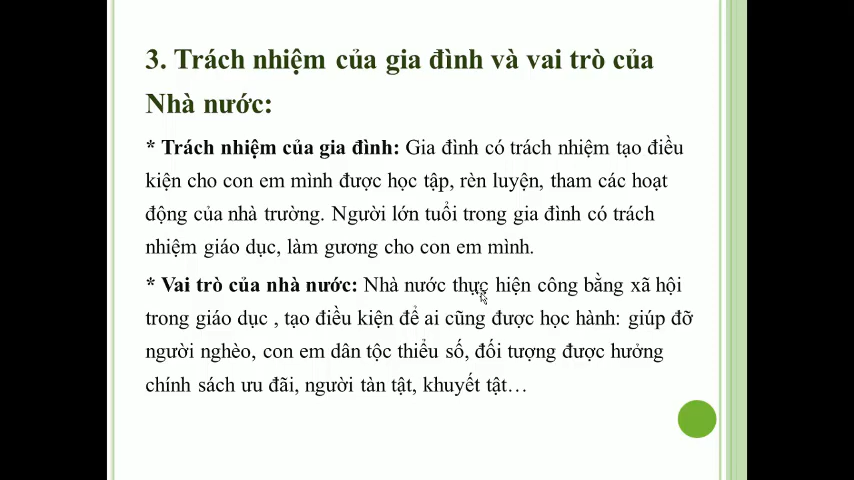 3. Trách nhiệm của gia đình và vai trò của
Nhà nước:
* Trách nhiệm của gia đình: Gia đình có trách nhiệm tạo điều
kiện cho con em mình được học tập, rèn luyện, tham các hoạt
động của nhà trường. Người lớn tuổi trong gia đình có trách
nhiệm giáo dục, làm gương cho con em mình.
* Vai trò của nhà nước: Nhà nước thực hiện công bằng xã hội
trong giáo dục , tạo điều kiện để ai cũng được học hành: giúp đỡ
người nghèo, con em dân tộc thiểu số, đối tượng được hưởng
chính sách ưu đãi, người tàn tật, khuyết tật…